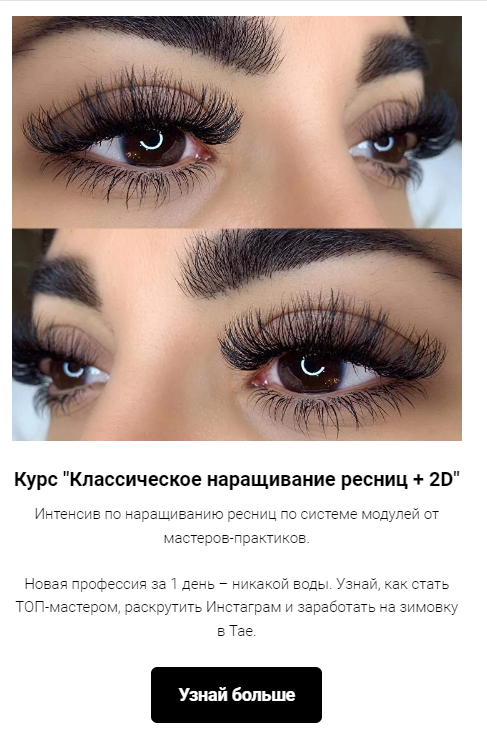 Курс "Классическое наращивание ресниц + 2D"
Интенсив по наращиванию ресниц по системе модулей от
мастеров-практиков.
Новая профессия за 1 день – никакой воды. Узнай, как стать
ТОП-мастером, раскрутить Инстаграм и заработать на зимовку
в Тае.
Узнай больше